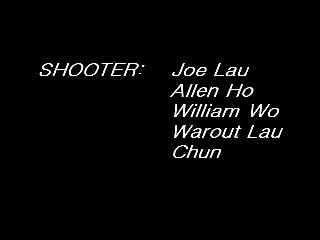 SHOOTER: Joe Lau
Allen Ho
William Wo
Warout Lau
Chun